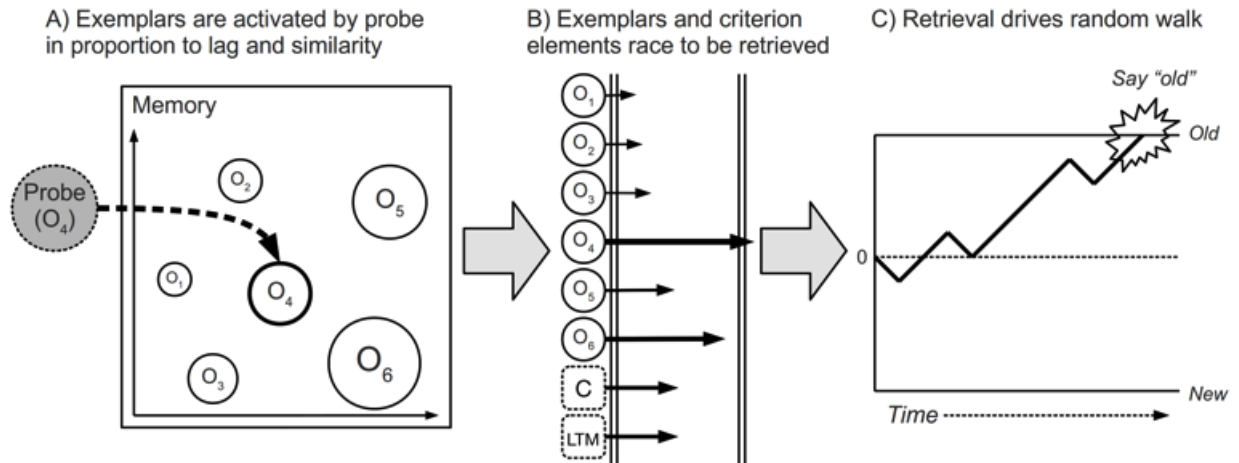 A) Exemplars are activated by probe
in proportion to lag and similarity
Memory
Probe
(O₄)
O₂
O₅
O₁
O₄
O₃
O₆
B) Exemplars and criterion
elements race to be retrieved
O₁
O₂
O₃
O₄
O₅
O₆
C
LTM
C) Retrieval drives random walk
Say “old”
Old
0
New
Time